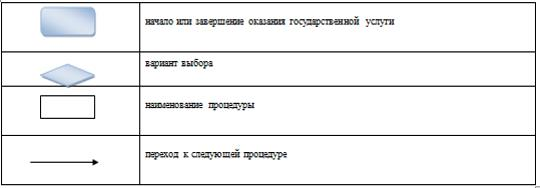 начало или завершение оказания государственной услуги
вариант выбора
наименование процедуры
переход к следующей процедуре